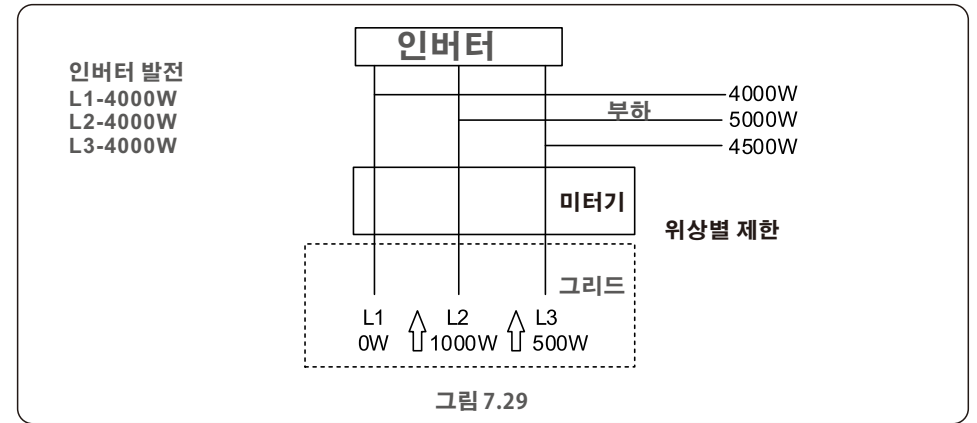 인버터
인버터 발전
L1-4000W
L2-4000W
L3-4000W
4000W
부하
5000W
4500W
미터기
위상별 제한
그리드
L1 L2 L3
0W 1000W 500W
그림 7.29